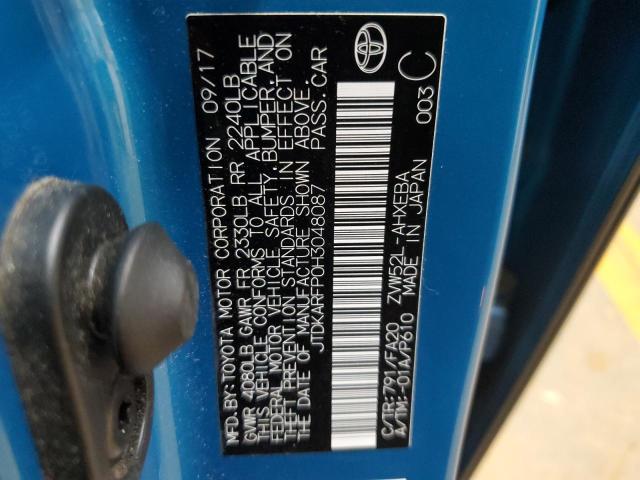 MFD. BY: TOYOTA MOTOR CORPORATION 09/17
GVWR 4080LB GAWR FR 2330LB RR 2240LB
THIS VEHICLE CONFORMS TO ALL APPLICABLE
FEDERAL MOTOR VEHICLE SAFETY, BUMPER, AND
THEFT PREVENTION STANDARDS IN EFFECT ON
THE DATE OF MANUFACTURE SHOWN ABOVE.
JTDKARFP0H3048087 PASS. CAR
C/TR: 791/FA20 ZVW52L-AHXEBA
A/TM: -01A/P610 MADE IN JAPAN
003 C